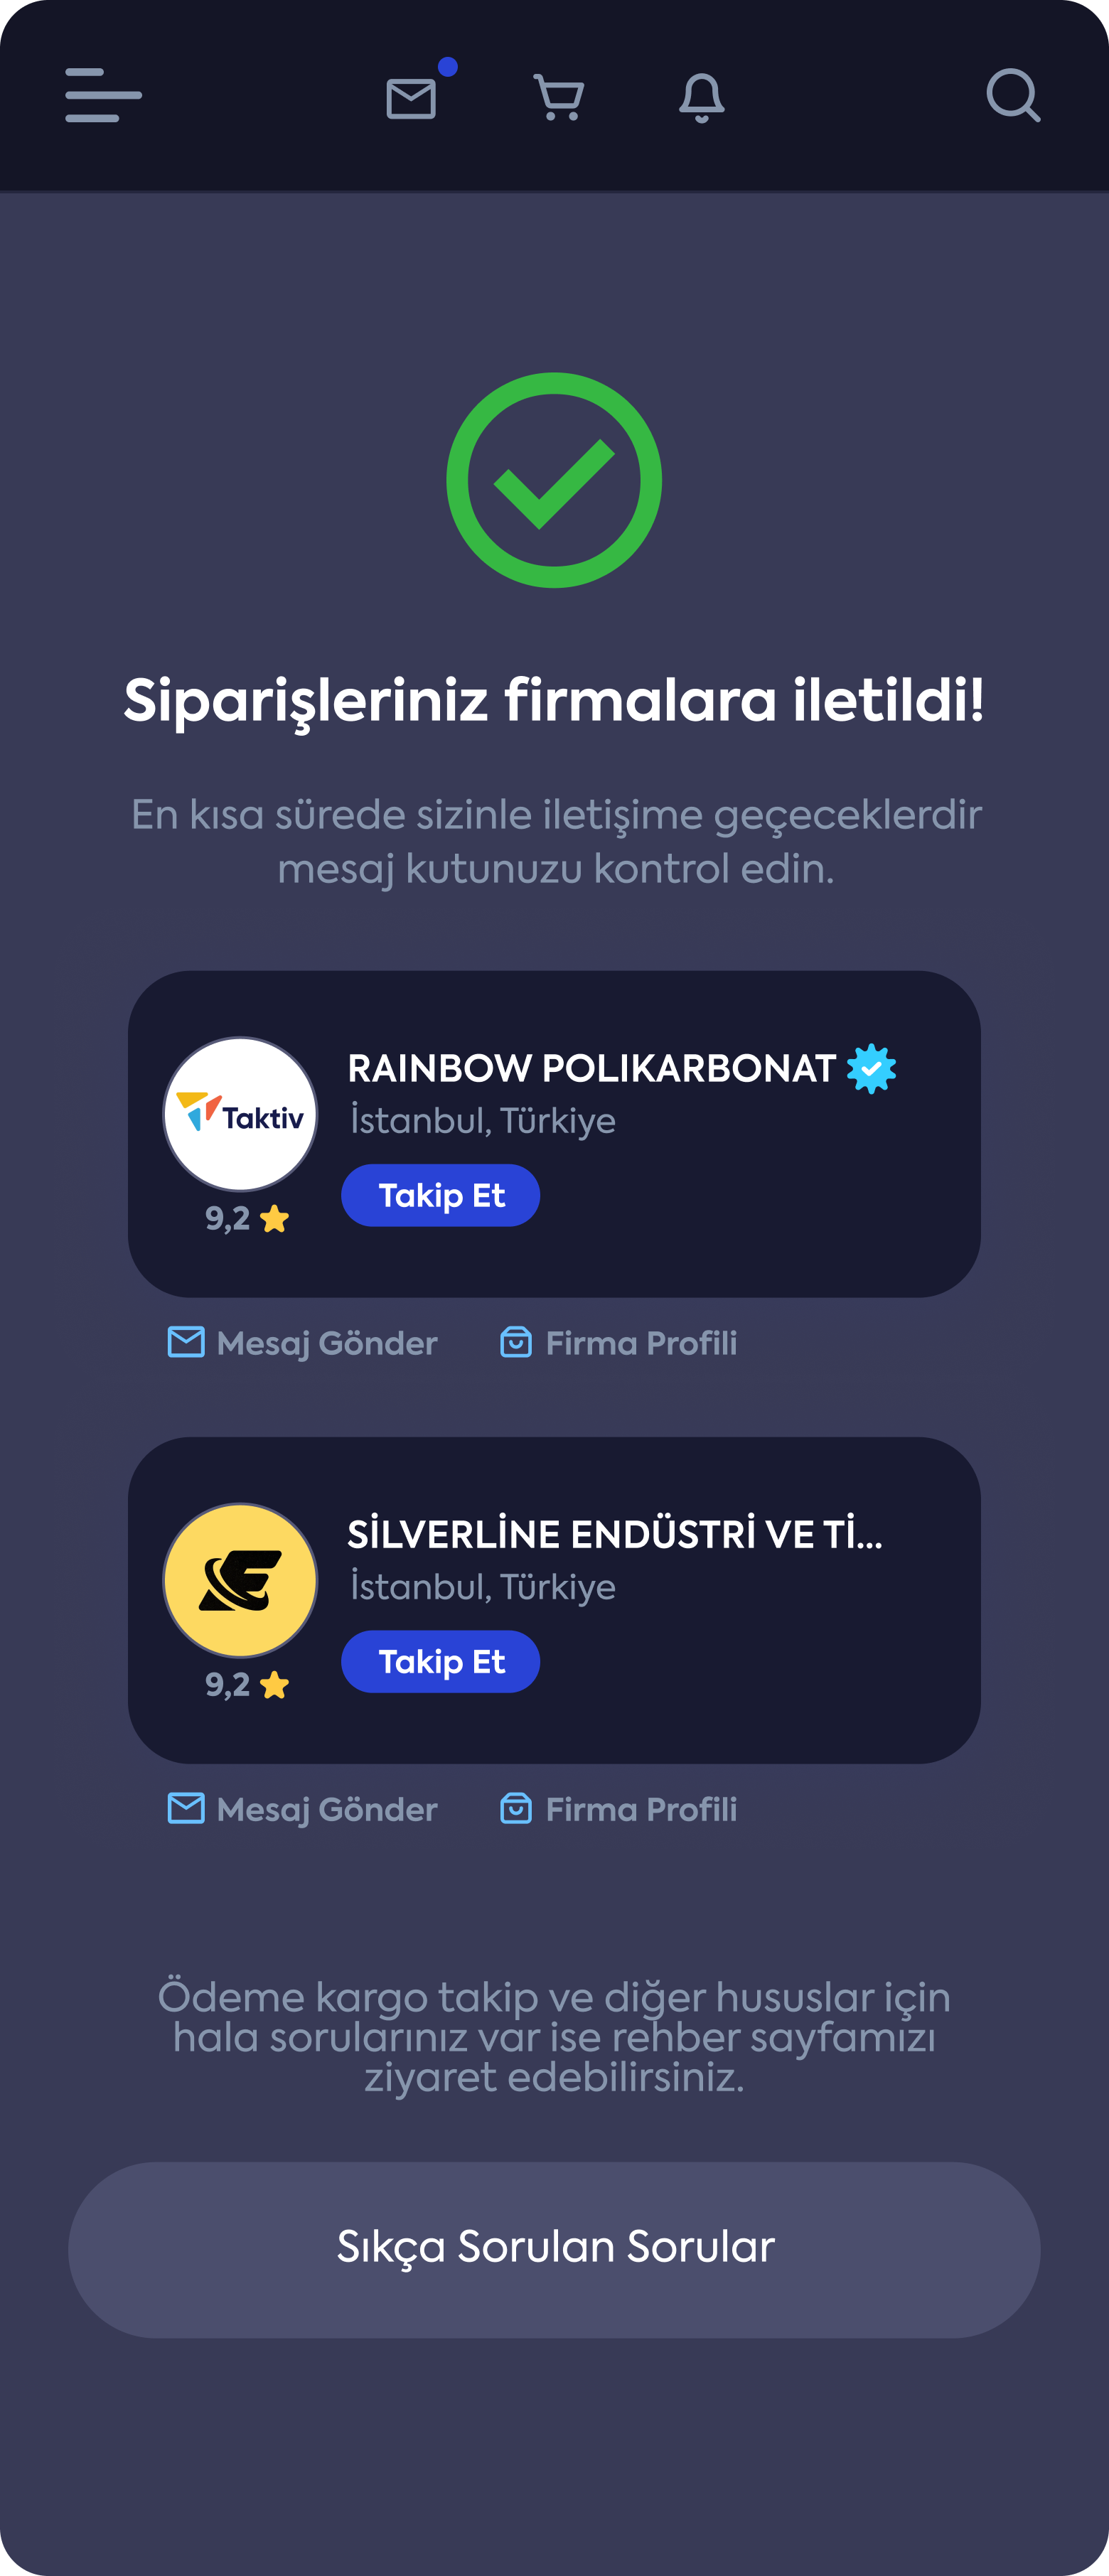 Siparişleriniz firmalara iletildi!
En kısa sürede sizinle iletişime geçeceklerdir
mesaj kutunuzu kontrol edin.
RAINBOW POLIKARBONAT
İstanbul, Türkiye
Taktiv
Takip Et
9,2
Mesaj Gönder
Firma Profili
SİLVERLİNE ENDÜSTRİ VE Tİ...
İstanbul, Türkiye
Takip Et
9,2
Mesaj Gönder
Firma Profili
Ödeme kargo takip ve diğer hususlar için
hala sorularınız var ise rehber sayfamızı
ziyaret edebilirsiniz.
Sıkça Sorulan Sorular